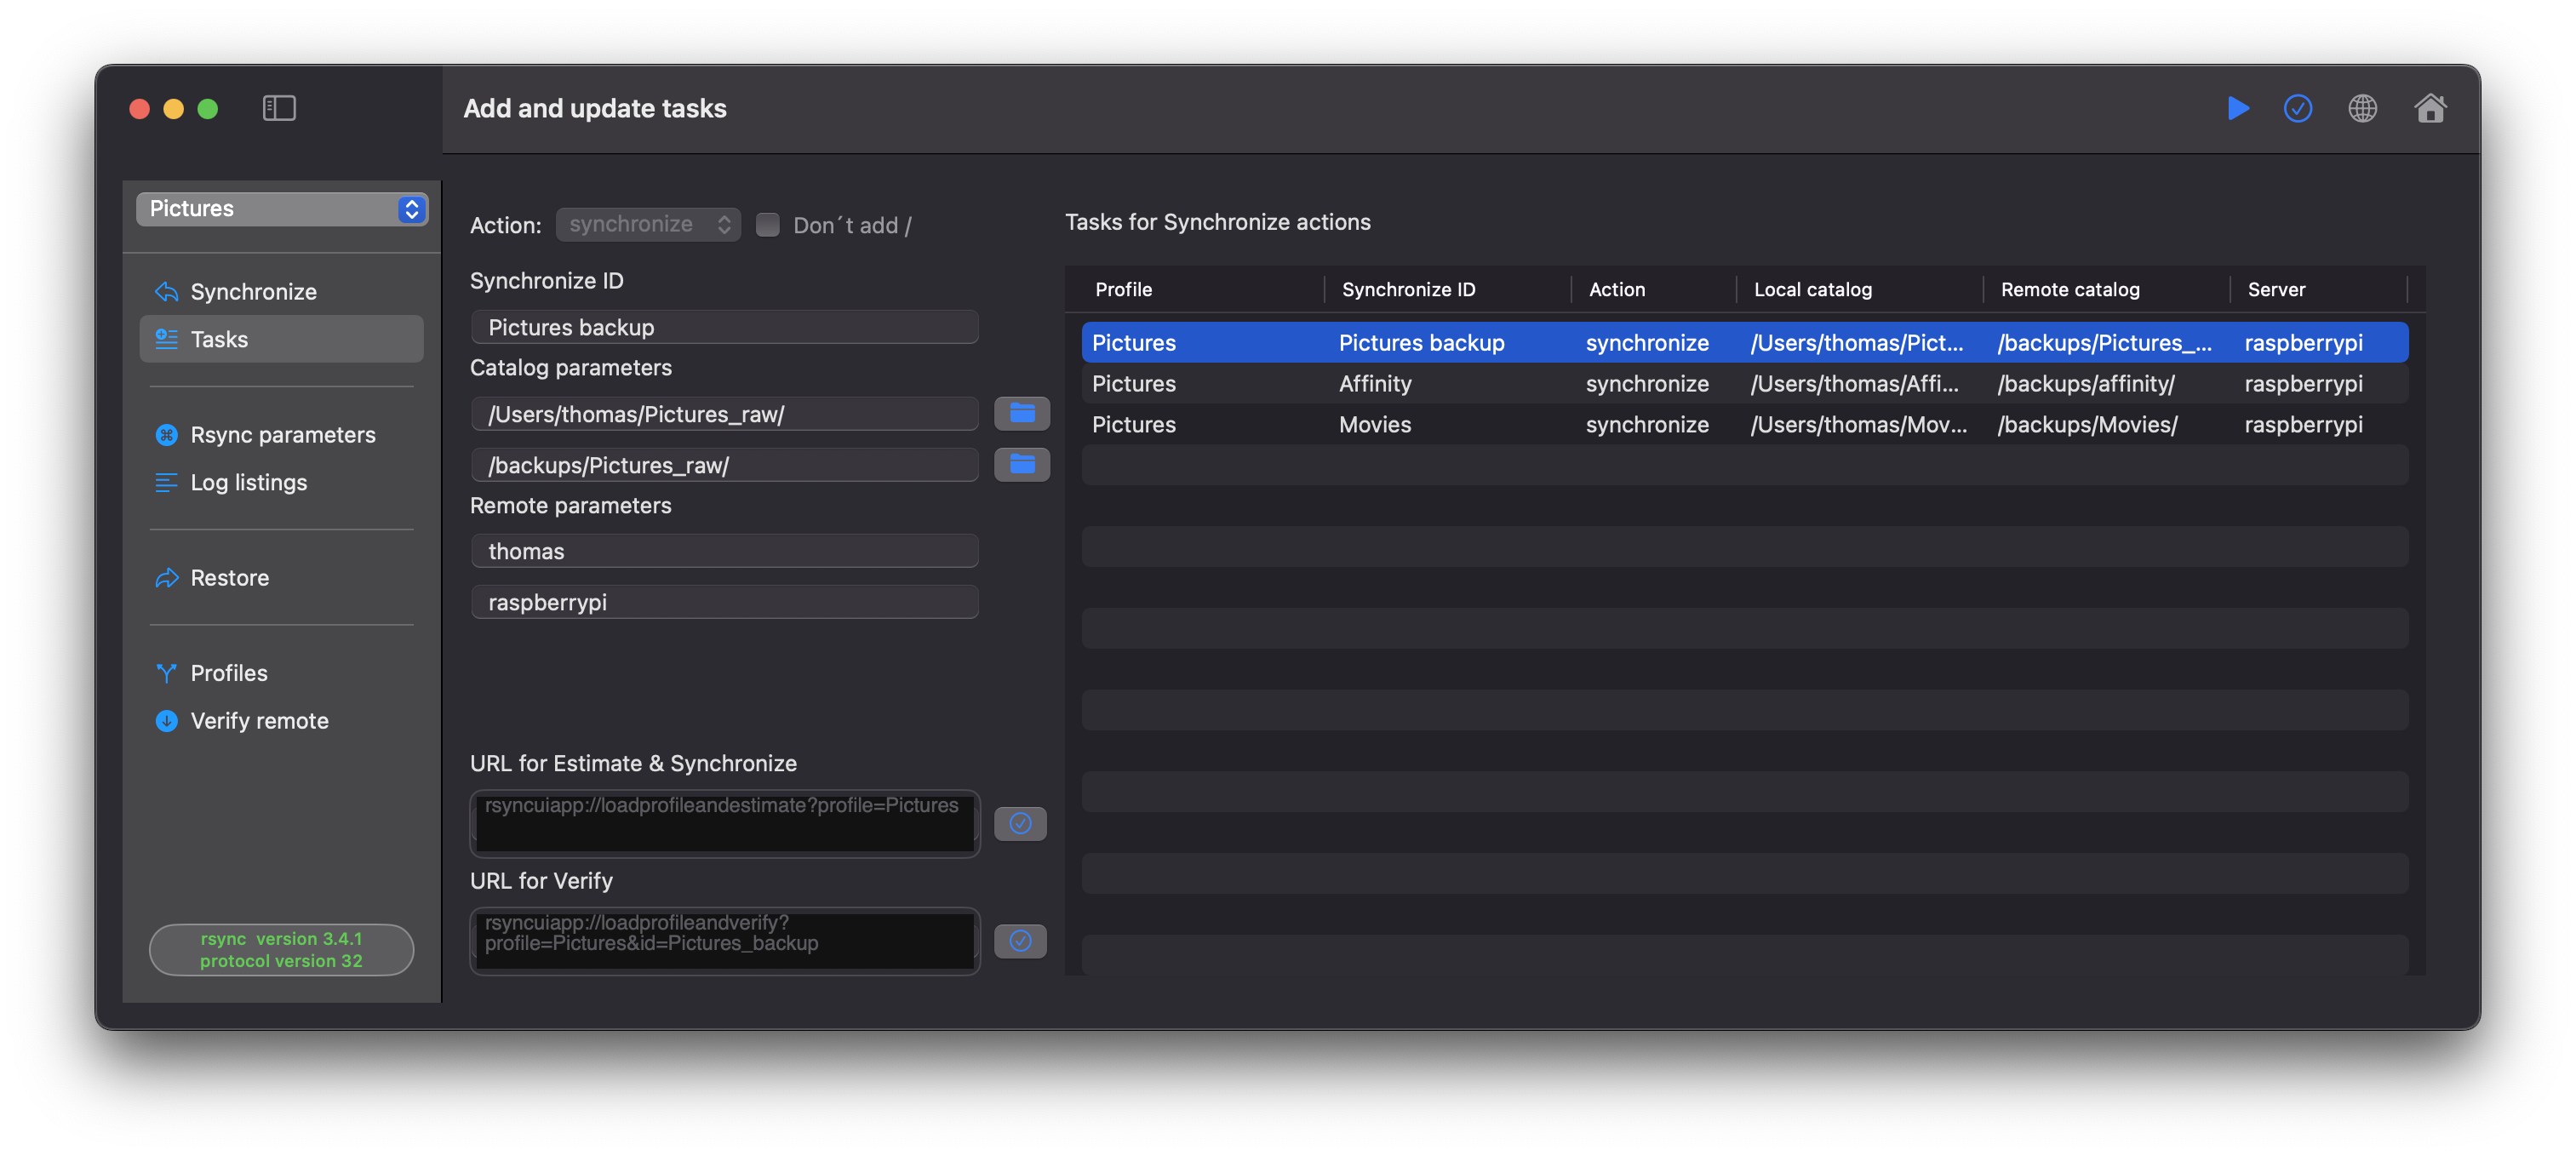 Add and update tasks
Pictures
Synchronize
Tasks
Rsync parameters
Log listings
Restore
Profiles
Verify remote
rsync  version 3.4.1
protocol version 32
Action: synchronize Don´t add /
Synchronize ID
Pictures backup
Catalog parameters
/Users/thomas/Pictures_raw/
/backups/Pictures_raw/
Remote parameters
thomas
raspberrypi
URL for Estimate & Synchronize
rsyncuiapp://loadprofileandestimate?profile=Pictures
URL for Verify
rsyncuiapp://loadprofileandverify?
profile=Pictures&id=Pictures_backup
Tasks for Synchronize actions
Profile Synchronize ID Action Local catalog Remote catalog Server
Pictures Pictures backup synchronize /Users/thomas/Pict... /backups/Pictures_... raspberrypi
Pictures Affinity synchronize /Users/thomas/Affi... /backups/affinity/ raspberrypi
Pictures Movies synchronize /Users/thomas/Mov... /backups/Movies/ raspberrypi